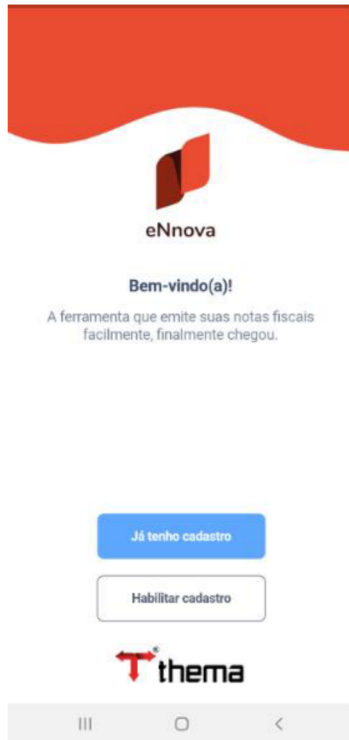 eNnova
Bem-vindo(a)!
A ferramenta que emite suas notas fiscais
facilmente, finalmente chegou.
Já tenho cadastro
Habilitar cadastro
thema®